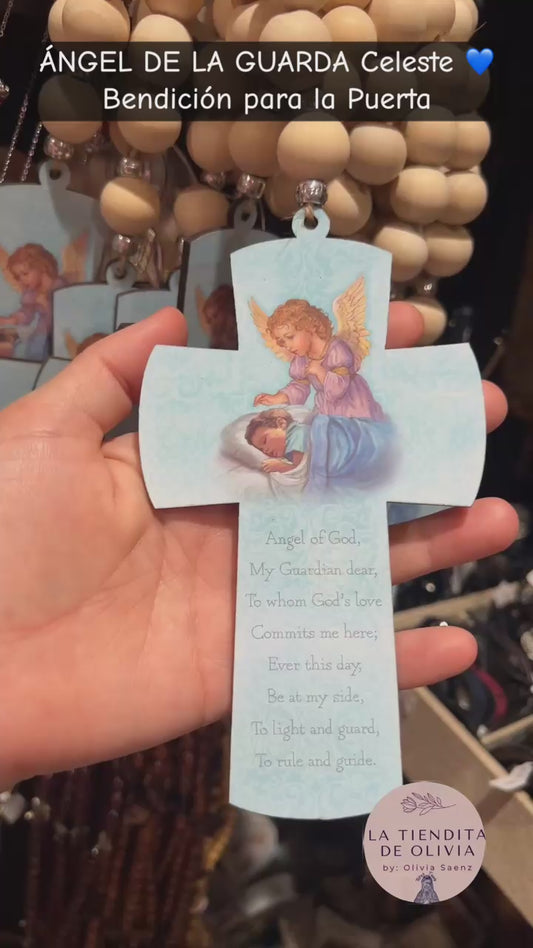 ÁNGEL DE LA GUARDA Celeste 💙
Bendición para la Puerta
Angel of God,
My Guardian dear,
To whom God's love
Commits me here;
Ever this day,
Be at my side,
To light and guard,
To rule and guide.
LA TIENDITA
DE OLIVIA
by: Olivia Saenz